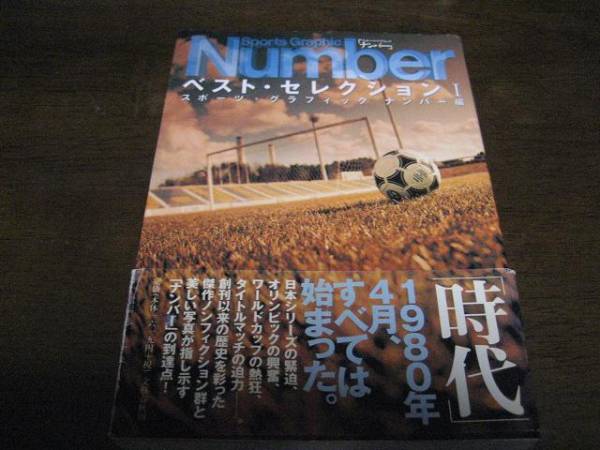 Sports Graphic
「ナンバー」
Number
ベスト・セレクションⅠ
スポーツ・グラフィック ナンバー編
「時代」
1980年
4月、
すべては
始まった。
日本シリーズの緊迫、
オリンピックの興奮、
ワールドカップの熱狂、
タイトルマッチの迫力――
創刊以来の歴史を彩った
傑作ノンフィクション群と
美しい写真が指し示す
「ナンバー」の到達点！